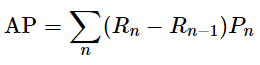 AP = ∑ₙ (Rₙ − Rₙ₋₁)Pₙ